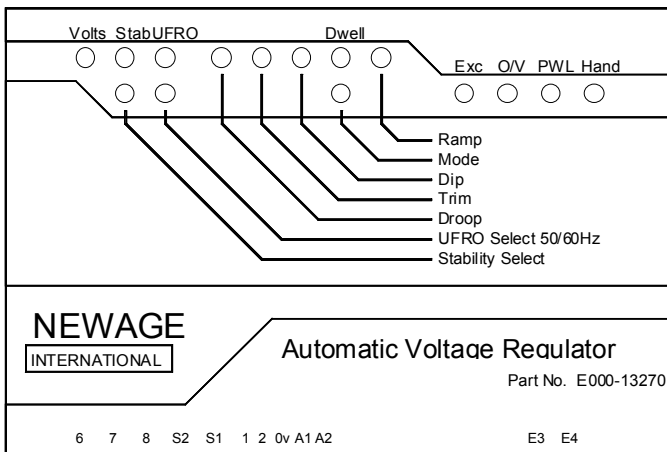 Volts Stab UFRO Dwell
Exc O/V PWL Hand
Ramp
Mode
Dip
Trim
Droop
UFRO Select 50/60Hz
Stability Select
NEWAGE
INTERNATIONAL
Automatic Voltage Regulator
Part No. E000-13270
6 7 8 S2 S1 1 2 0v A1 A2 E3 E4